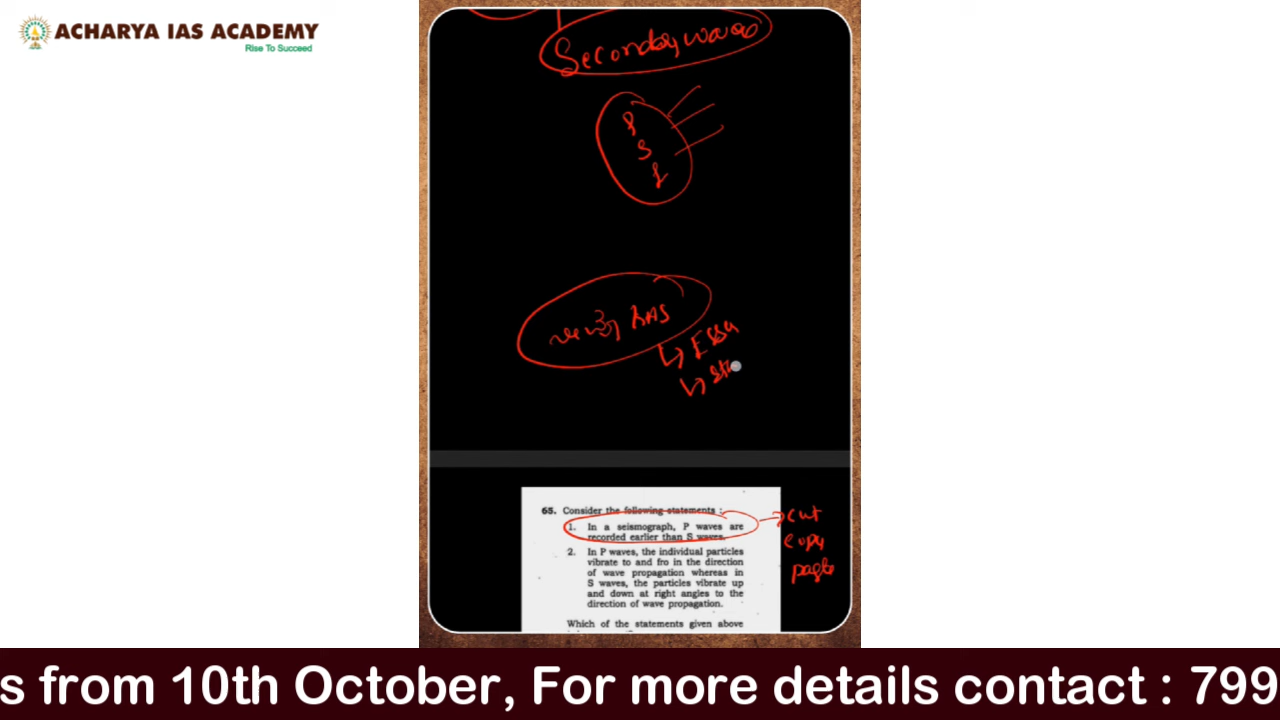 ACHARYA IAS ACADEMY
Rise To Succeed
Secondary waves
P
S
L
KAS
Essa
65. Consider the following statements :
1. In a seismograph, P waves are
recorded earlier than S waves.
2. In P waves, the individual particles
vibrate to and fro in the direction
of wave propagation whereas in
S waves, the particles vibrate up
and down at right angles to the
direction of wave propagation.
Which of the statements given above
cut
copy
paste
s from 10th October, For more details contact : 799